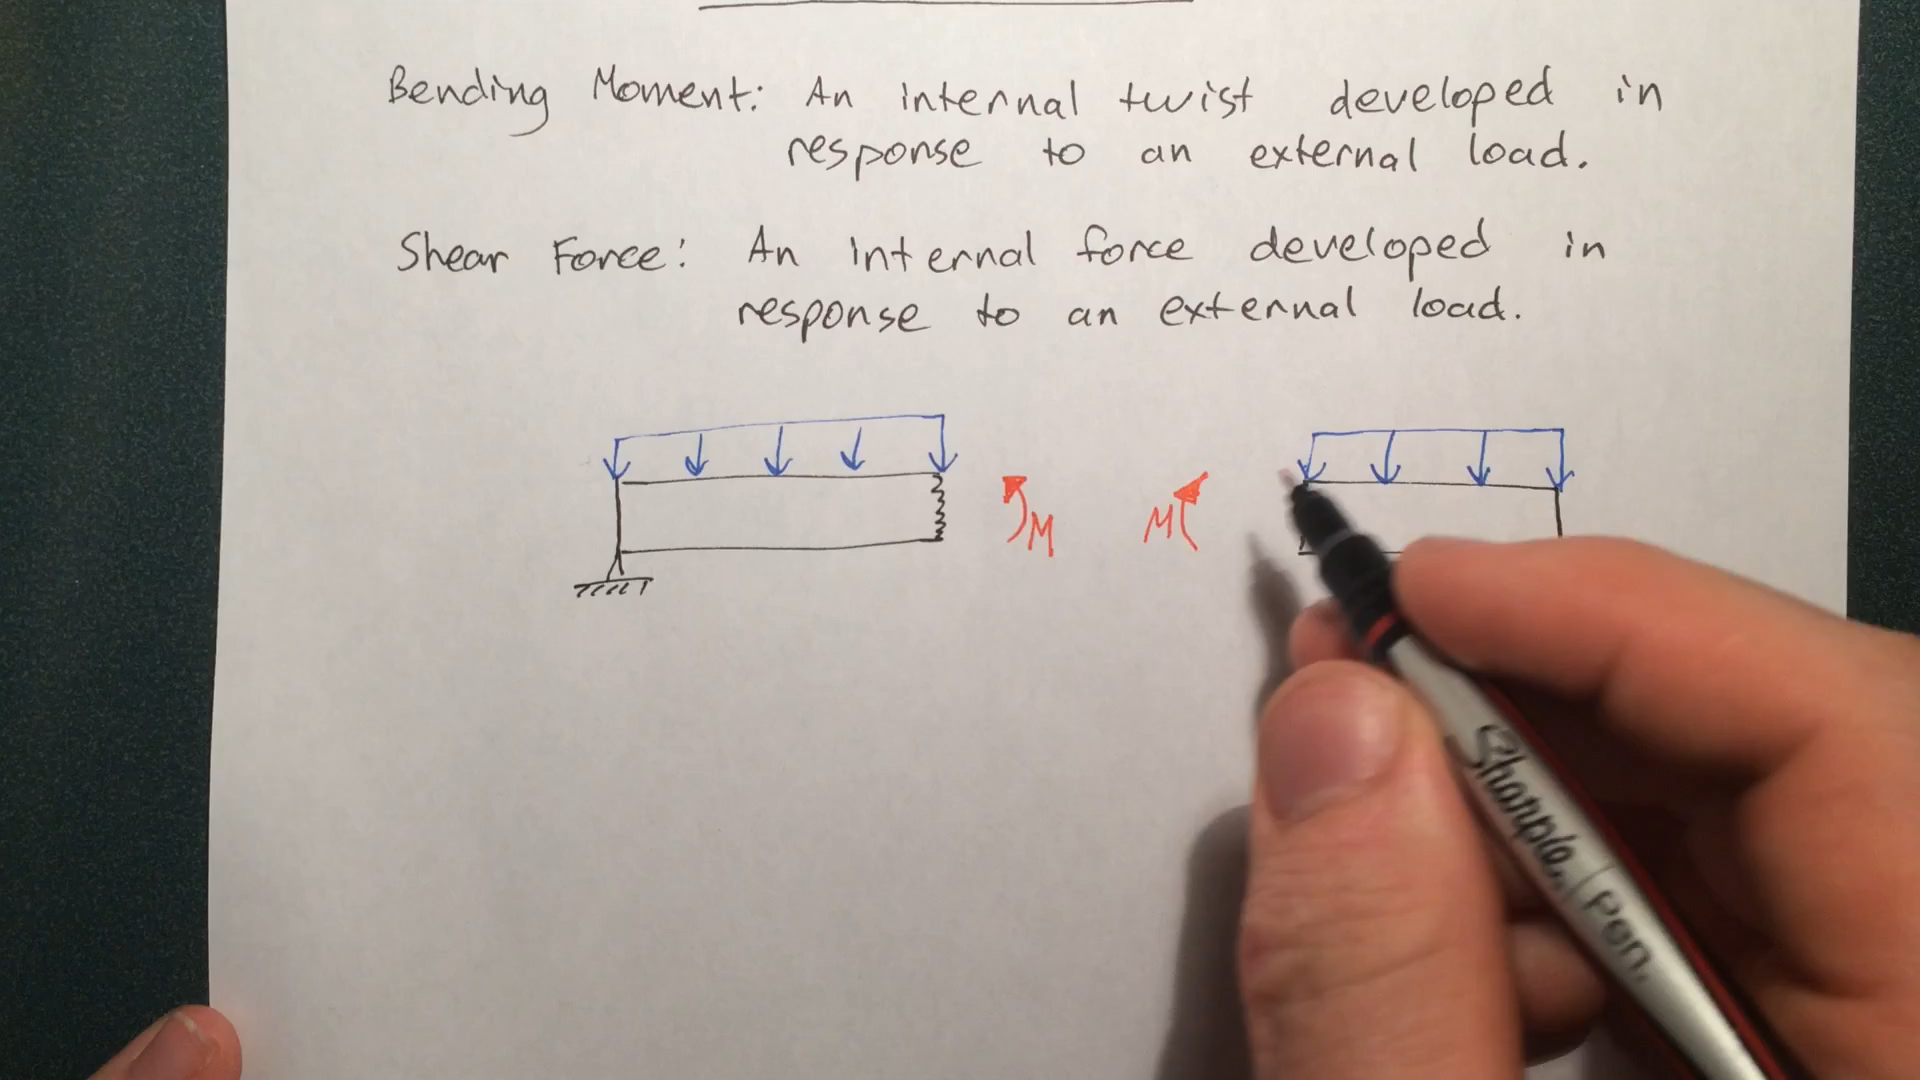 Bending Moment: An internal twist developed in
response to an external load.
Shear Force: An internal force developed in
response to an external load.
M
M
Sharpie. Pen.